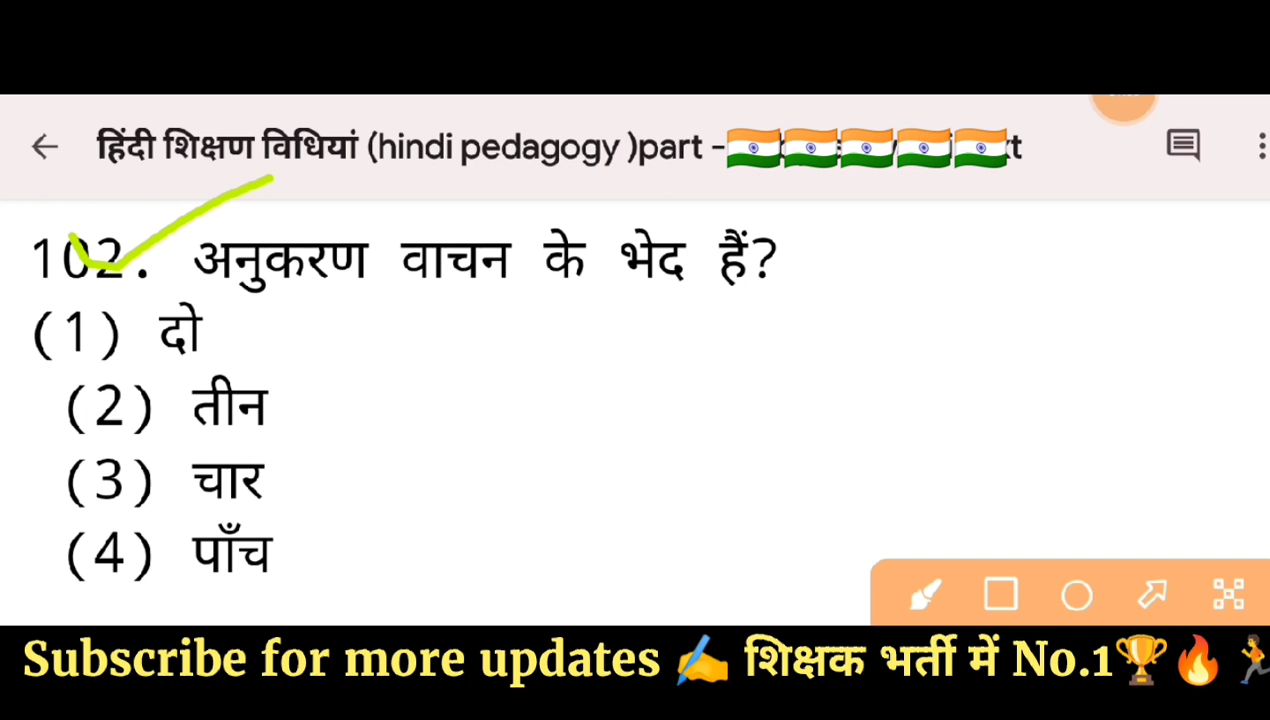 हिंदी शिक्षण विधियां (hindi pedagogy )part -
102. अनुकरण वाचन के भेद हैं?
(1) दो
(2) तीन
(3) चार
(4) पाँच
Subscribe for more updates ✍️ शिक्षक भर्ती में No.1🏆🔥🏃